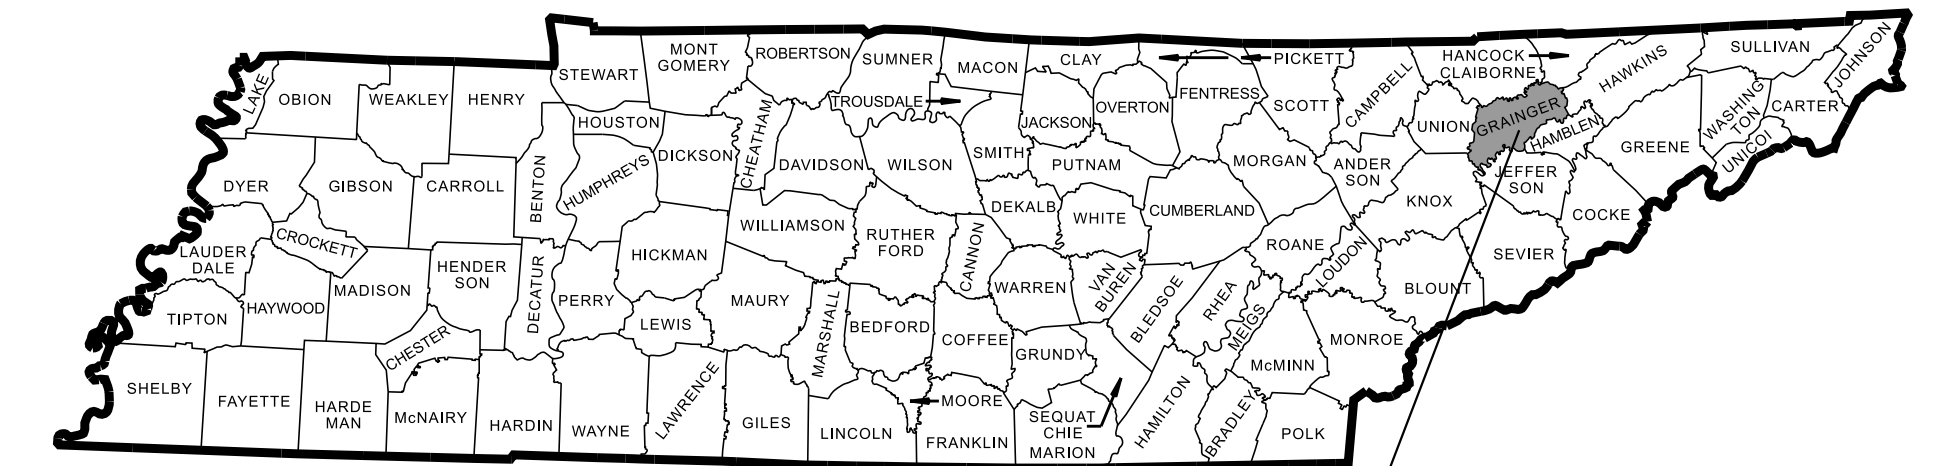 LAKE
OBION
WEAKLEY
HENRY
STEWART
MONT
GOMERY
ROBERTSON
SUMNER
TROUSDALE
MACON
CLAY
PICKETT
HANCOCK
CLAIBORNE
HAWKINS
SULLIVAN
JOHNSON
CARTER
WASHING
TON
UNICOI
GREENE
HAMBLEN
GRAINGER
UNION
CAMPBELL
SCOTT
FENTRESS
OVERTON
JACKSON
SMITH
PUTNAM
WILSON
DAVIDSON
CHEATHAM
DICKSON
HOUSTON
HUMPHREYS
BENTON
CARROLL
GIBSON
DYER
LAUDER
DALE
CROCKETT
HAYWOOD
MADISON
HENDER
SON
DECATUR
PERRY
HICKMAN
LEWIS
WILLIAMSON
MAURY
RUTHER
FORD
CANNON
DEKALB
WHITE
CUMBERLAND
MORGAN
ANDER
SON
KNOX
JEFFER
SON
COCKE
SEVIER
BLOUNT
LOUDON
ROANE
RHEA
MEIGS
BLEDSOE
VAN
BUREN
WARREN
COFFEE
BEDFORD
MARSHALL
TIPTON
SHELBY
FAYETTE
HARDE
MAN
CHESTER
McNAIRY
HARDIN
WAYNE
LAWRENCE
GILES
LINCOLN
MOORE
FRANKLIN
GRUNDY
SEQUAT
CHIE
MARION
HAMILTON
BRADLEY
McMINN
MONROE
POLK